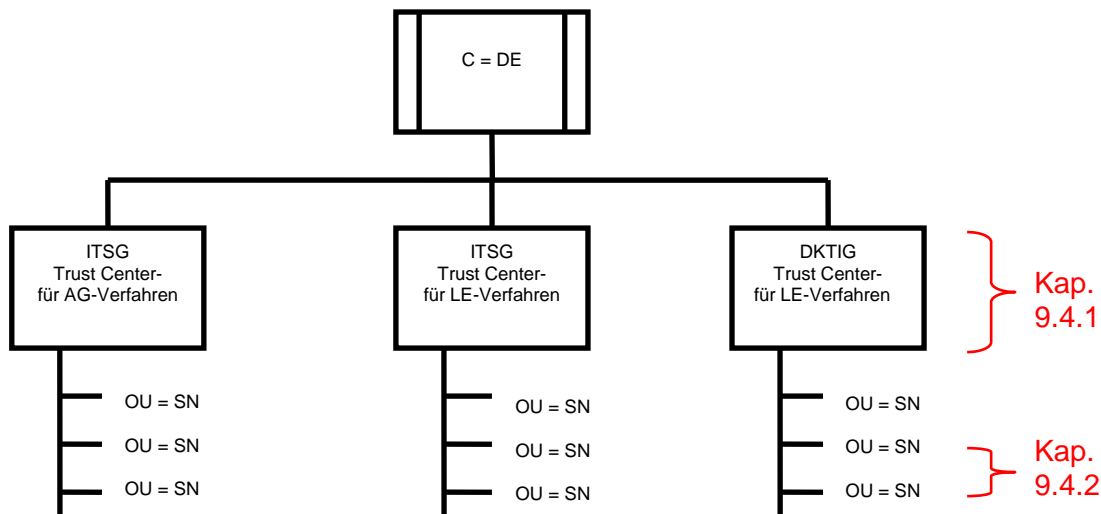 C = DE
ITSG
Trust Center-
für AG-Verfahren
ITSG
Trust Center-
für LE-Verfahren
DKTIG
Trust Center-
für LE-Verfahren
Kap.
9.4.1
OU = SN
OU = SN
OU = SN
OU = SN
OU = SN
OU = SN
OU = SN
OU = SN
OU = SN
Kap.
9.4.2